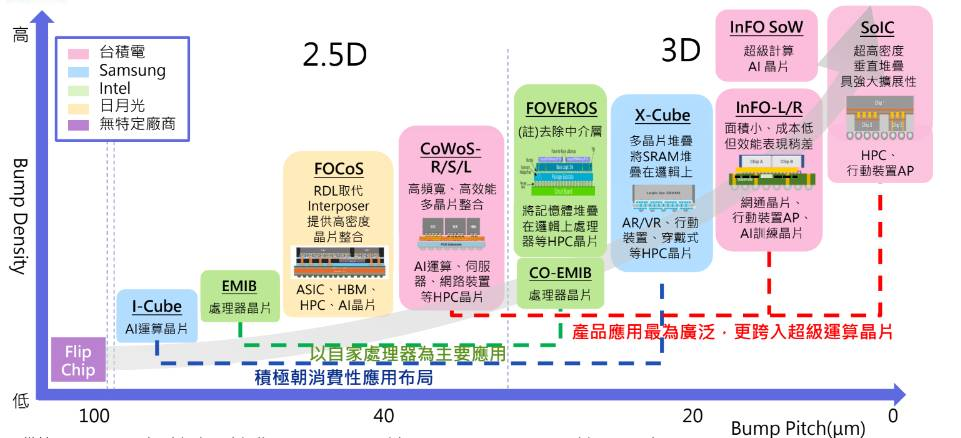 高
台積電
Samsung
Intel
日月光
無特定廠商
2.5D
3D
Bump Density
低
Flip
Chip
I-Cube
AI運算晶片
EMIB
處理器晶片
FOCoS
RDL取代
Interposer
提供高密度
晶片整合
ASIC、HBM、
HPC、AI晶片
CoWoS-
R/S/L
高頻寬、高效能
多晶片整合
AI運算、伺服
器、網路裝置
等HPC晶片
FOVEROS
(註)去除中介層
將記憶體堆疊
在邏輯上處理
器等HPC晶片
CO-EMIB
處理器晶片
X-Cube
多晶片堆疊
將SRAM堆
疊在邏輯上
AR/VR、行動
裝置、穿戴式
等HPC晶片
InFO SoW
超級計算
AI 晶片
InFO-L/R
面積小、成本低
但效能表現稍差
Chip A
Chip B
網通晶片、
行動裝置AP、
AI訓練晶片
SoIC
超高密度
垂直堆疊
具強大擴展性
Chip 1
HPC、
行動裝置AP
產品應用最為廣泛，更跨入超級運算晶片
以自家處理器為主要應用
積極朝消費性應用布局
100
40
20
0
Bump Pitch(μm)